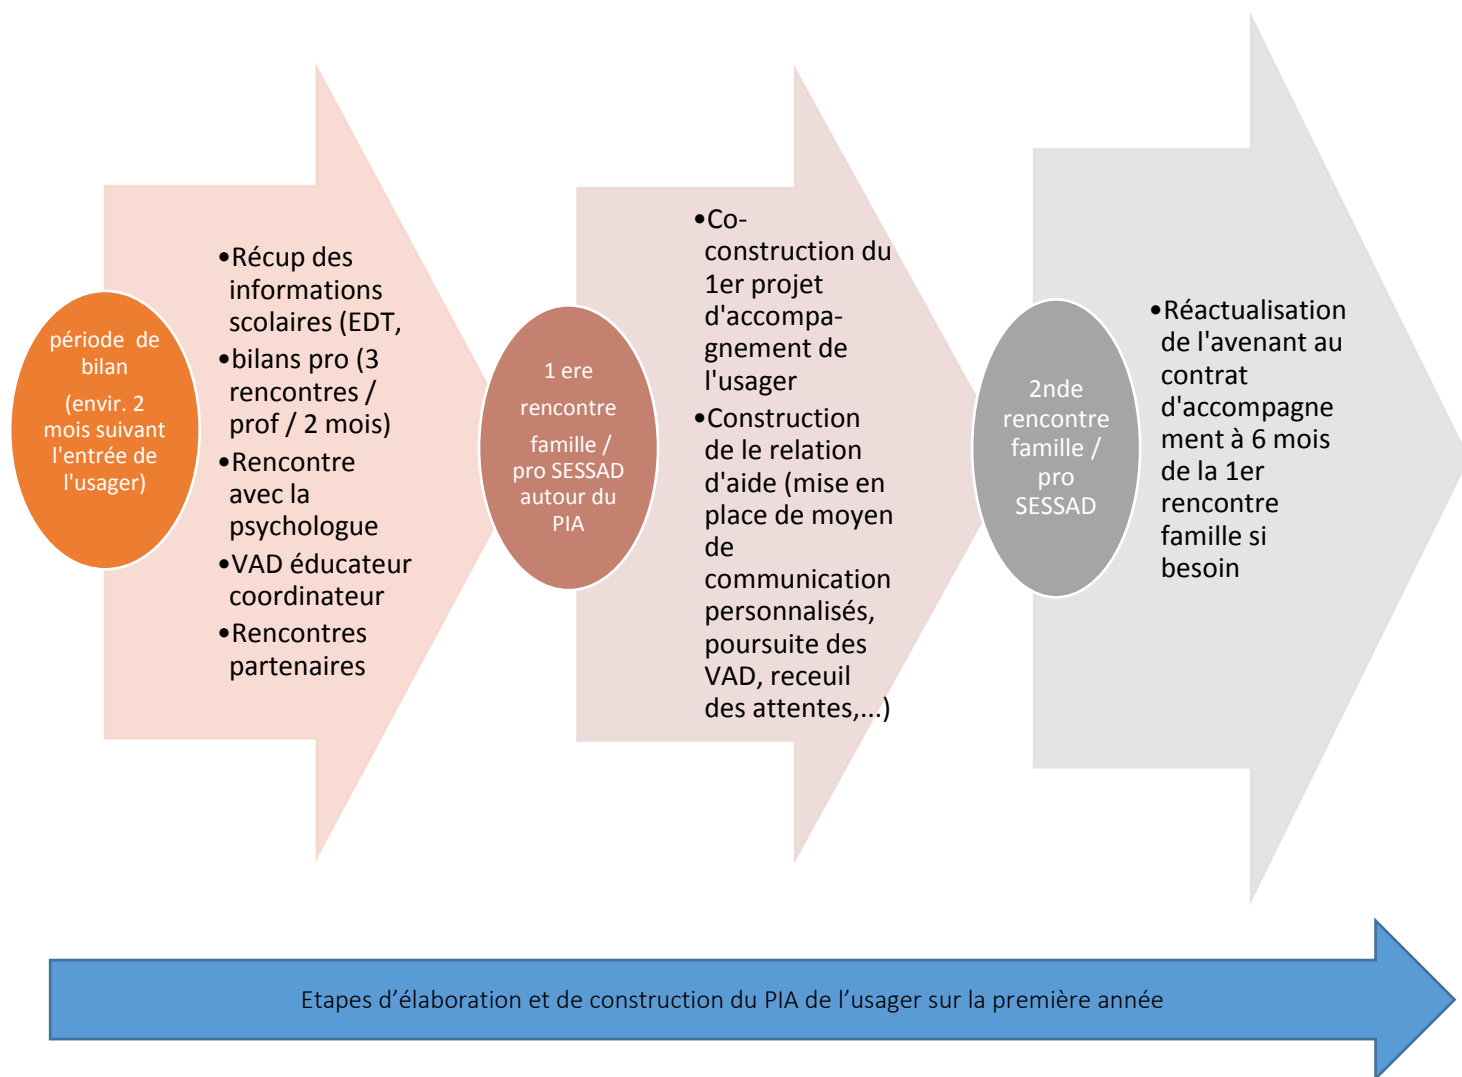 période de
bilan
(envir. 2
mois suivant
l'entrée de
l'usager)
•Récup des
informations
scolaires (EDT,
•bilans pro (3
rencontres /
prof / 2 mois)
•Rencontre
avec la
psychologue
•VAD éducateur
coordinateur
•Rencontres
partenaires
1 ere
rencontre
famille /
pro SESSAD
autour du
PIA
•Co-
construction du
1er projet
d'accompa-
gnement de
l'usager
•Construction
de le relation
d'aide (mise en
place de moyen
de
communication
personnalisés,
poursuite des
VAD, receuil
des attentes,...)
2nde
rencontre
famille /
pro
SESSAD
•Réactualisation
de l'avenant au
contrat
d'accompagne
ment à 6 mois
de la 1er
rencontre
famille si
besoin
Etapes d’élaboration et de construction du PIA de l’usager sur la première année